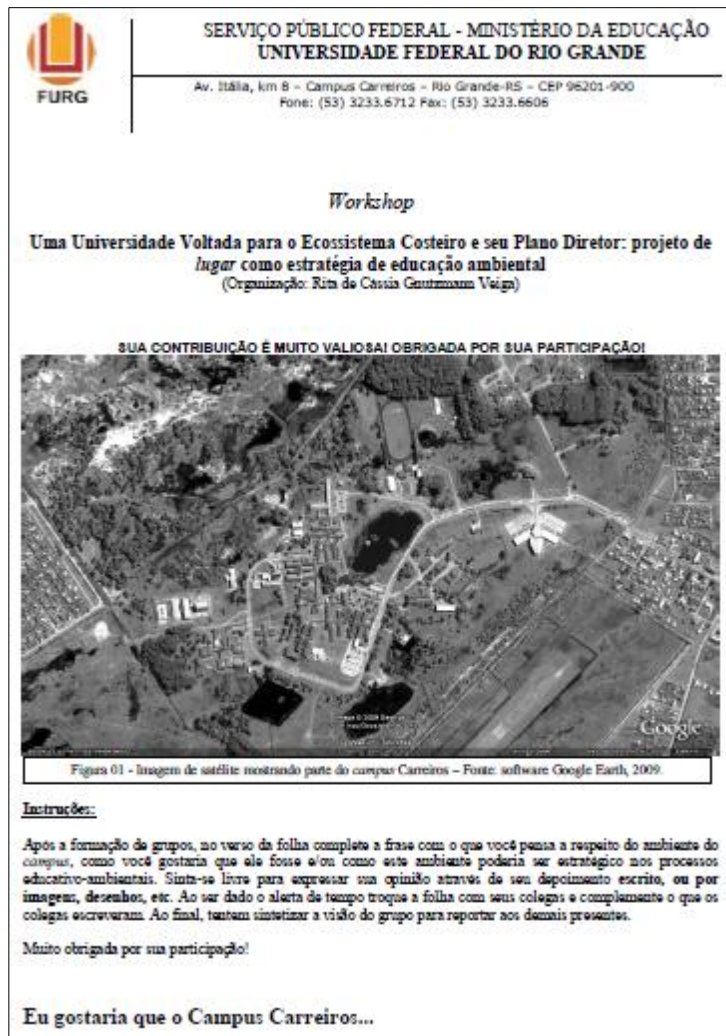 SERVIÇO PÚBLICO FEDERAL - MINISTÉRIO DA EDUCAÇÃO
UNIVERSIDADE FEDERAL DO RIO GRANDE
FURG
Av. Itália, km 8 – Campus Carreiros – Rio Grande-RS – CEP 96201-900
Fone: (53) 3233.6712 Fax: (53) 3233.6606
Workshop
Uma Universidade Voltada para o Ecossistema Costeiro e seu Plano Diretor: projeto de
lugar como estratégia de educação ambiental
(Organização: Rita de Cássia Gnutzmann Veiga)
SUA CONTRIBUIÇÃO É MUITO VALIOSA! OBRIGADA POR SUA PARTICIPAÇÃO!
Google
Figura 01 - Imagem de satélite mostrando parte do campus Carreiros – Fonte: software Google Earth, 2009.
Instruções:
Após a formação de grupos, no verso da folha complete a frase com o que você pensa a respeito do ambiente do
campus, como você gostaria que ele fosse e/ou como este ambiente poderia ser estratégico nos processos
educativo-ambientais. Sinta-se livre para expressar sua opinião através de seu depoimento escrito, ou por
imagens, desenhos, etc. Ao ser dado o alerta de tempo troque a folha com seus colegas e complemente o que os
colegas escreveram. Ao final, tentem sintetizar a visão do grupo para reportar aos demais presentes.
Muito obrigada por sua participação!
Eu gostaria que o Campus Carreiros...